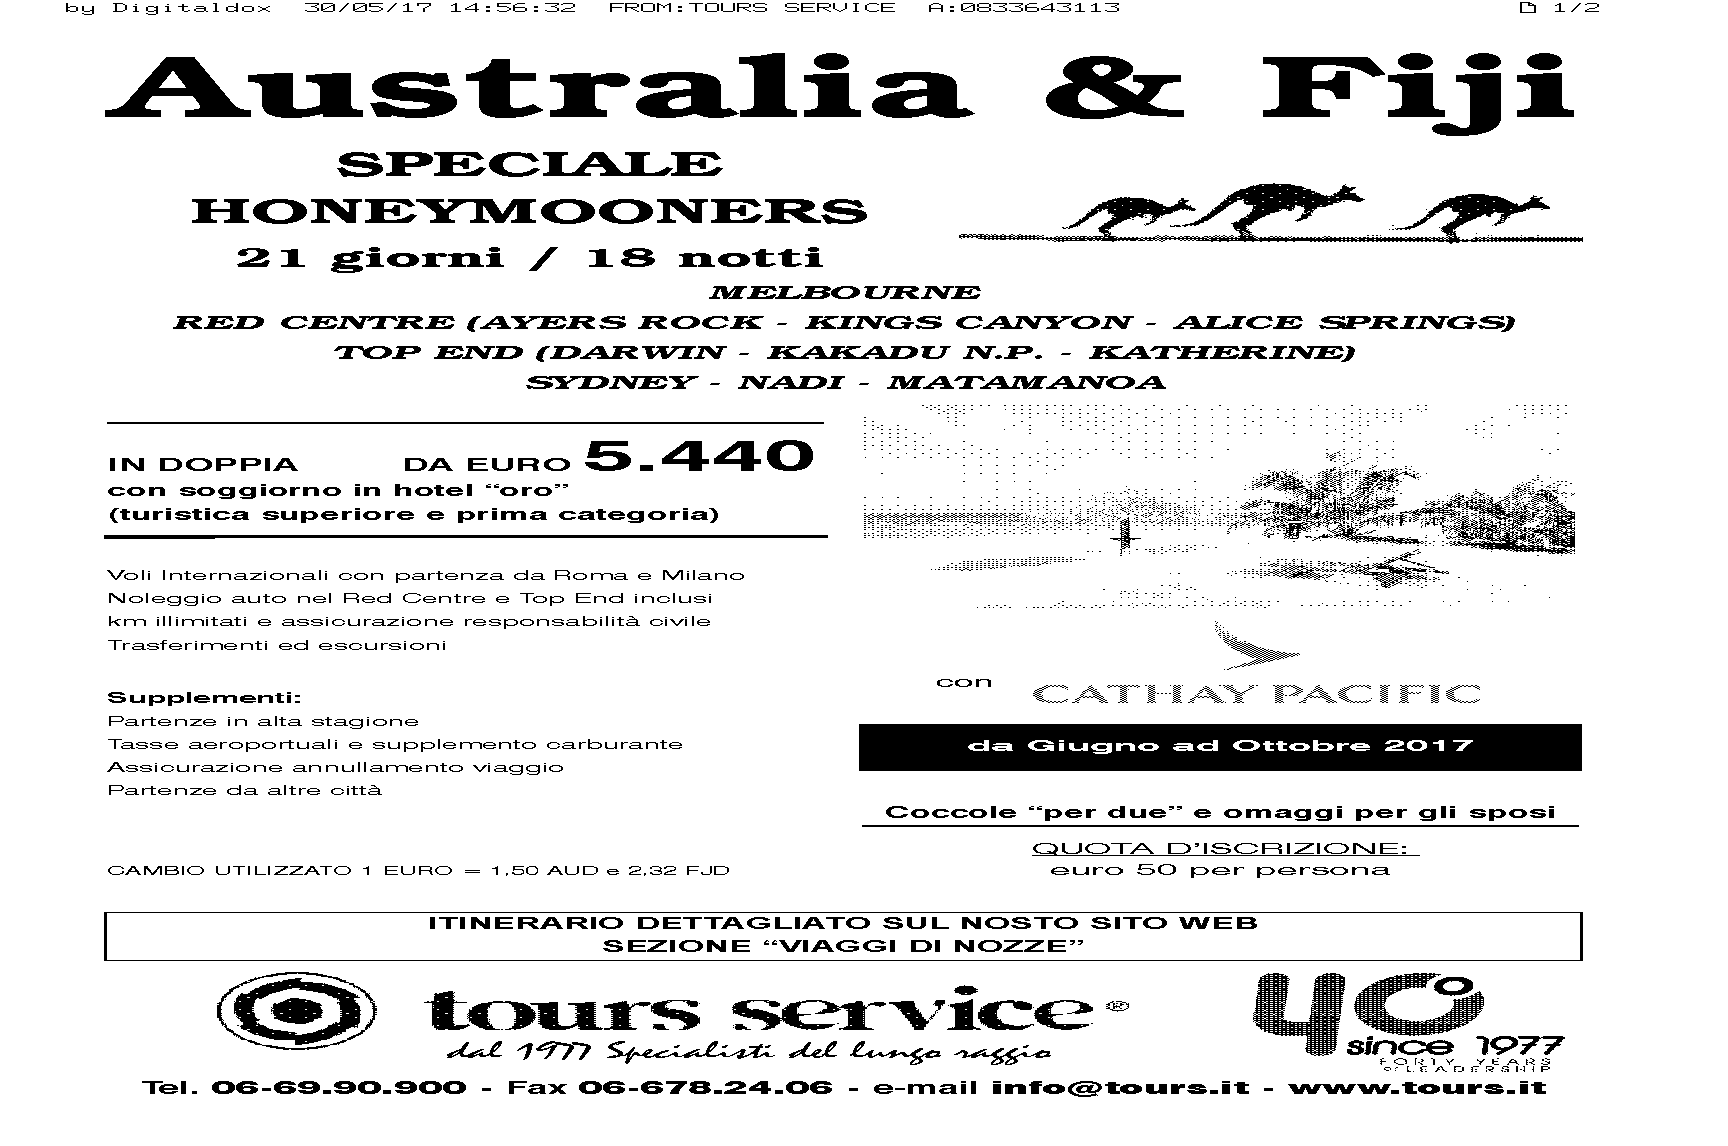 by Digitaldox 30/05/17 14:56:32 FROM:TOURS SERVICE A:0833643113 1/2
Australia & Fiji
SPECIALE
HONEYMOONERS
21 giorni / 18 notti
MELBOURNE
RED CENTRE (AYERS ROCK - KINGS CANYON - ALICE SPRINGS)
TOP END (DARWIN - KAKADU N.P. - KATHERINE)
SYDNEY - NADI - MATAMANOA
IN DOPPIA DA EURO 5.440
con soggiorno in hotel “oro”
(turistica superiore e prima categoria)
Voli Internazionali con partenza da Roma e Milano
Noleggio auto nel Red Centre e Top End inclusi
km illimitati e assicurazione responsabilità civile
Trasferimenti ed escursioni
Supplementi:
Partenze in alta stagione
Tasse aeroportuali e supplemento carburante
Assicurazione annullamento viaggio
Partenze da altre città
CAMBIO UTILIZZATO 1 EURO = 1,50 AUD e 2,32 FJD
con CATHAY PACIFIC
da Giugno ad Ottobre 2017
Coccole “per due” e omaggi per gli sposi
QUOTA D’ISCRIZIONE:
euro 50 per persona
ITINERARIO DETTAGLIATO SUL NOSTO SITO WEB
SEZIONE “VIAGGI DI NOZZE”
tours service®
dal 1977 Specialisti del lungo raggio
40
since 1977
FORTY YEARS
of LEADERSHIP
Tel. 06-69.90.900 - Fax 06-678.24.06 - e-mail info@tours.it - www.tours.it